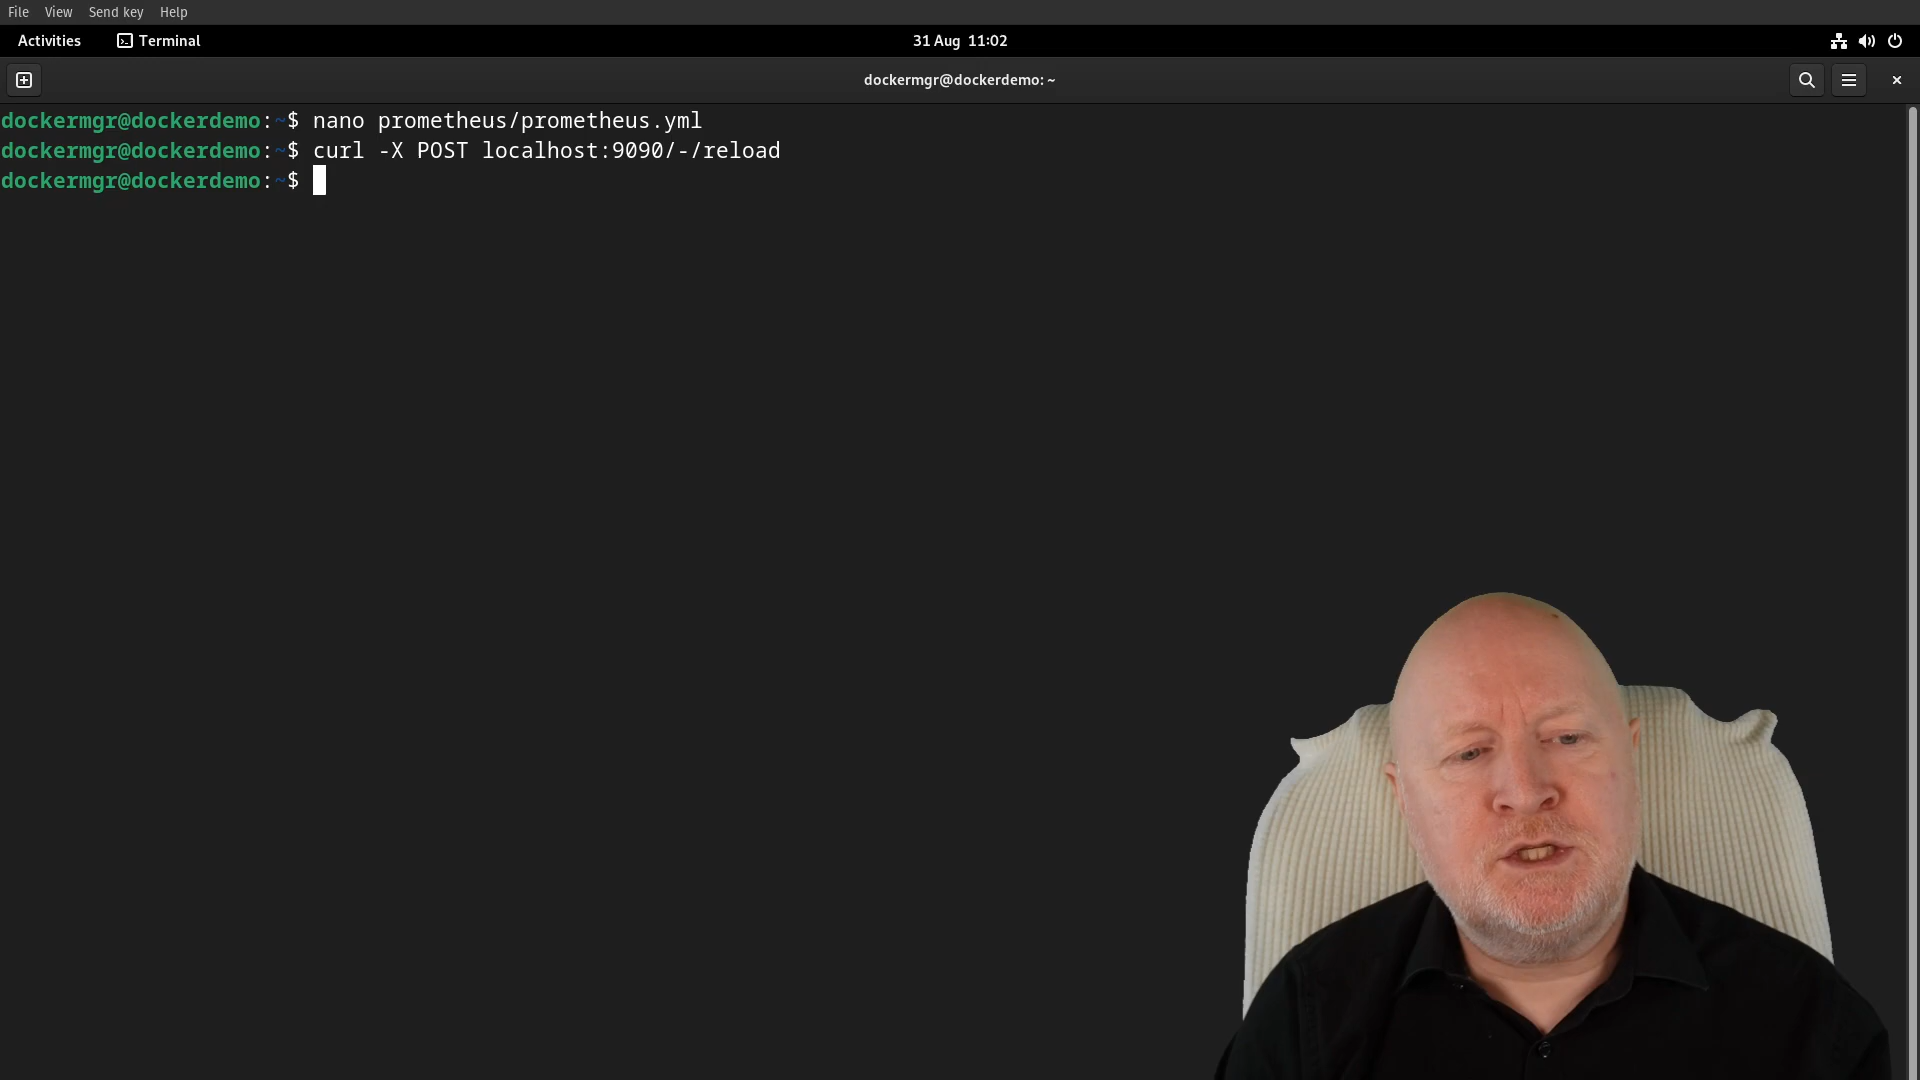 File View Send key Help
Activities Terminal 31 Aug 11:02
dockermgr@dockerdemo: ~
dockermgr@dockerdemo:~$ nano prometheus/prometheus.yml
dockermgr@dockerdemo:~$ curl -X POST localhost:9090/-/reload
dockermgr@dockerdemo:~$